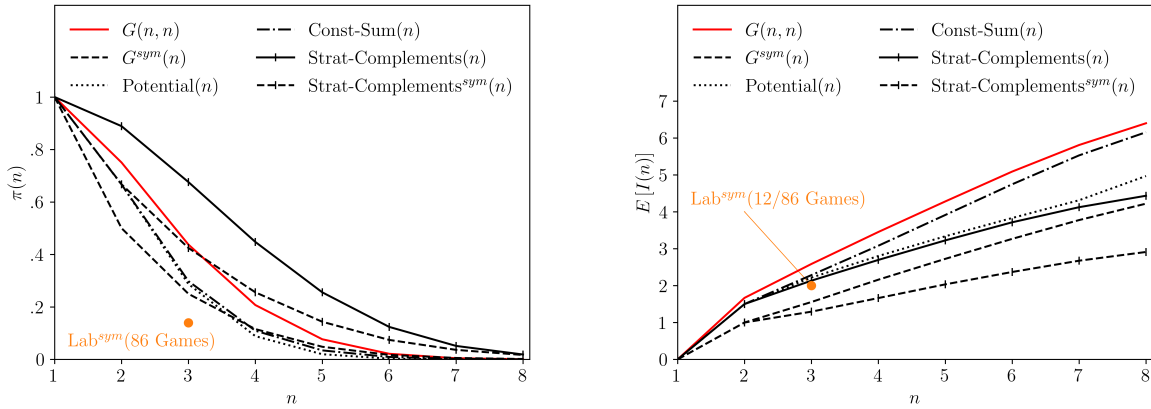 G(n, n)
G^sym(n)
Potential(n)
Const-Sum(n)
Strat-Complements(n)
Strat-Complements^sym(n)
1
.8
.6
.4
.2
0
π(n)
Lab^sym(86 Games)
1 2 3 4 5 6 7 8
n
G(n, n)
G^sym(n)
Potential(n)
Const-Sum(n)
Strat-Complements(n)
Strat-Complements^sym(n)
7
6
5
4
3
2
1
0
E [I(n)]
Lab^sym(12/86 Games)
1 2 3 4 5 6 7 8
n